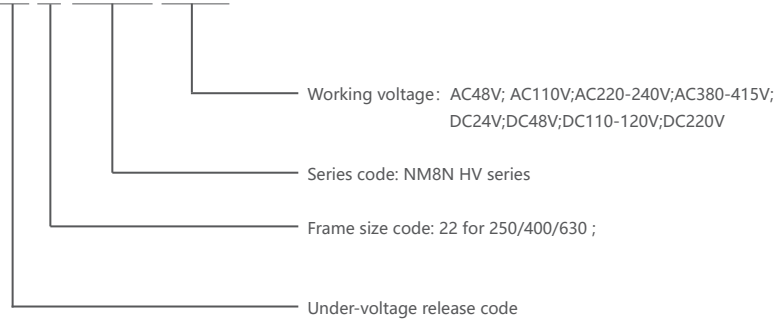 Working voltage: AC48V; AC110V;AC220-240V;AC380-415V;
DC24V;DC48V;DC110-120V;DC220V
Series code: NM8N HV series
Frame size code: 22 for 250/400/630 ;
Under-voltage release code